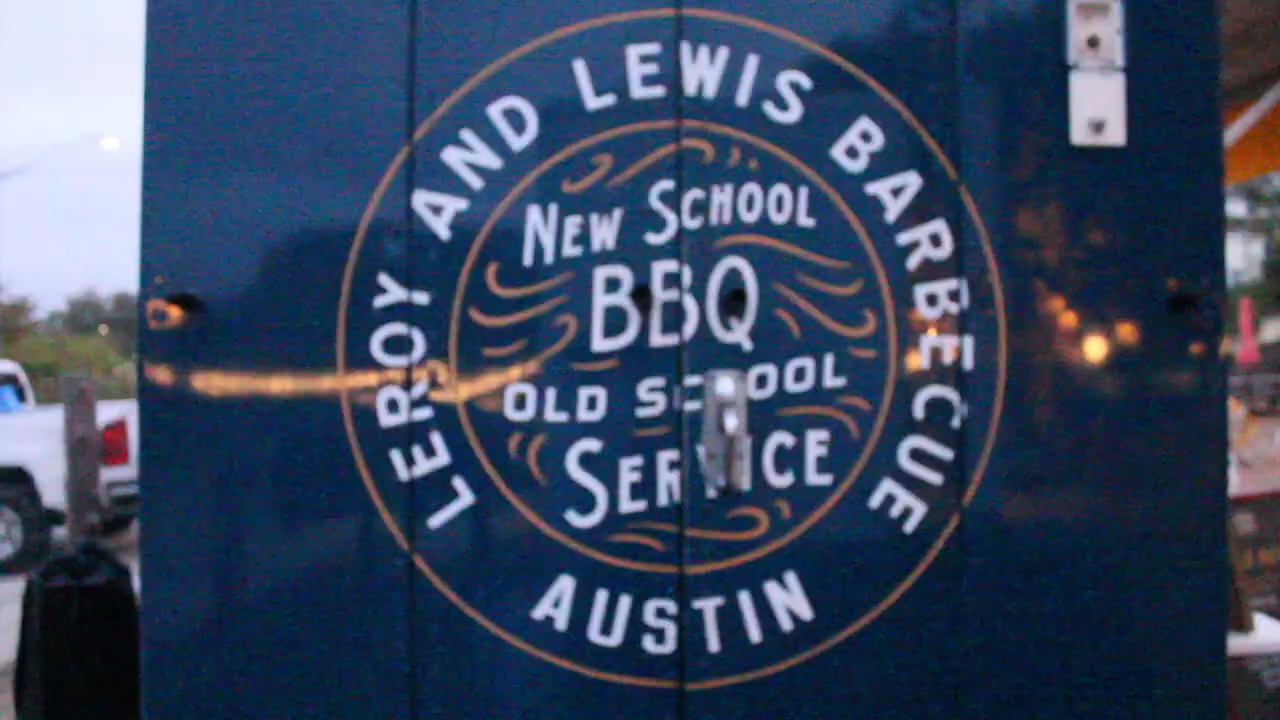 LEROY AND LEWIS BARBECUE
NEW SCHOOL
BBQ
OLD SCHOOL
SERVICE
AUSTIN